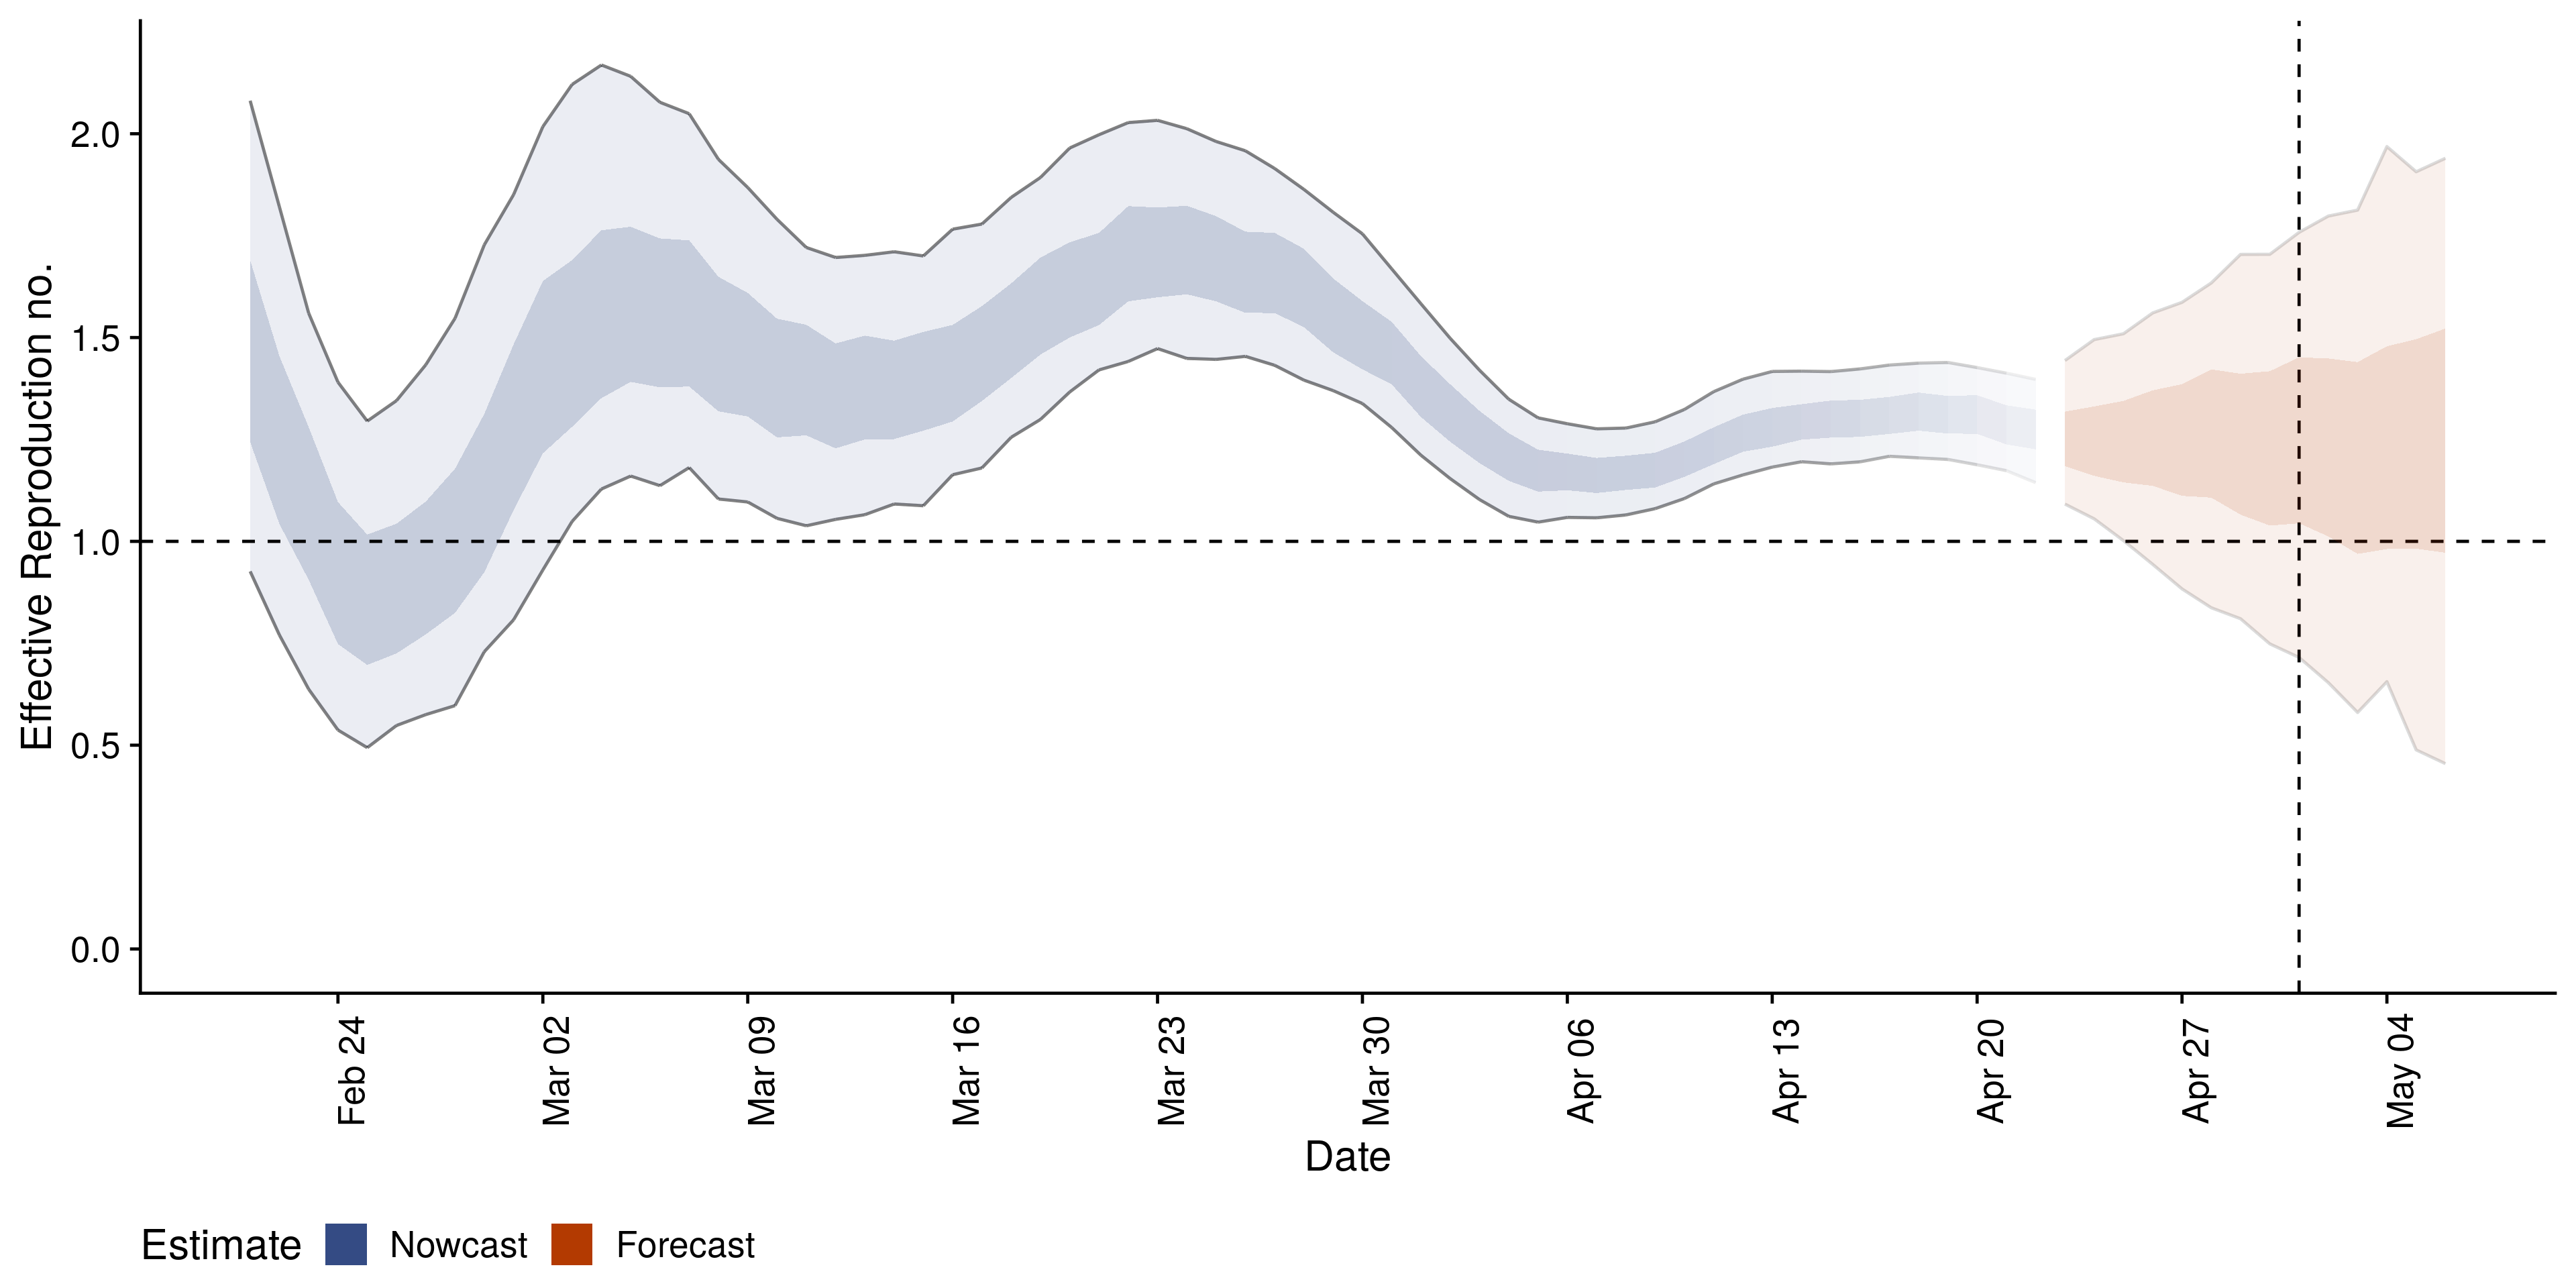 Effective Reproduction no.
2.0
1.5
1.0
0.5
0.0
Feb 24
Mar 02
Mar 09
Mar 16
Mar 23
Mar 30
Apr 06
Apr 13
Apr 20
Apr 27
May 04
Date
Estimate Nowcast Forecast